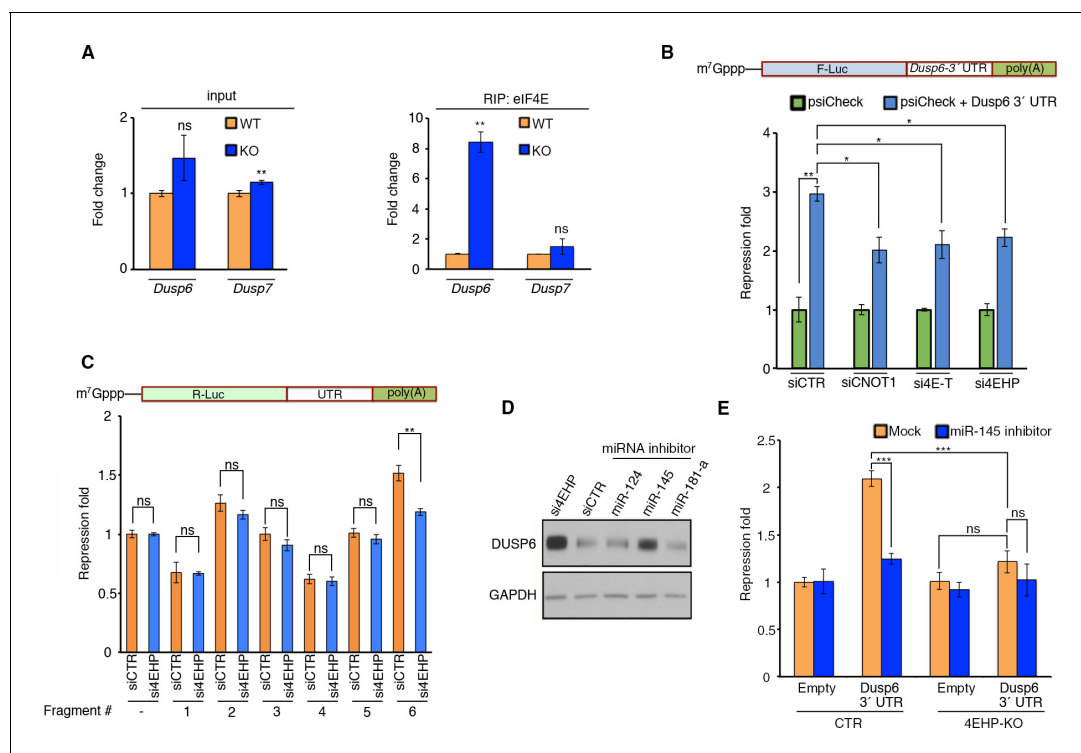 A
input
WT
KO
ns
**
Fold change
2
1
0
Dusp6
Dusp7
RIP: eIF4E
WT
KO
**
ns
Fold change
10
8
6
4
2
0
Dusp6
Dusp7
B
m7Gppp
F-Luc
Dusp6-3´ UTR
poly(A)
psiCheck
psiCheck + Dusp6 3´ UTR
*
*
*
**
Repression fold
4
3
2
1
0
siCTR
siCNOT1
si4E-T
si4EHP
C
m7Gppp
R-Luc
UTR
poly(A)
Repression fold
2
1.5
1
0.5
0
ns
ns
ns
ns
ns
ns
**
siCTR
si4EHP
siCTR
si4EHP
siCTR
si4EHP
siCTR
si4EHP
siCTR
si4EHP
siCTR
si4EHP
siCTR
si4EHP
Fragment #
-
1
2
3
4
5
6
D
miRNA inhibitor
si4EHP
siCTR
miR-124
miR-145
miR-181-a
DUSP6
GAPDH
E
Mock
miR-145 inhibitor
***
***
ns
ns
Repression fold
2.5
2
1.5
1
0.5
0
Empty
Dusp6
3´ UTR
Empty
Dusp6
3´ UTR
CTR
4EHP-KO